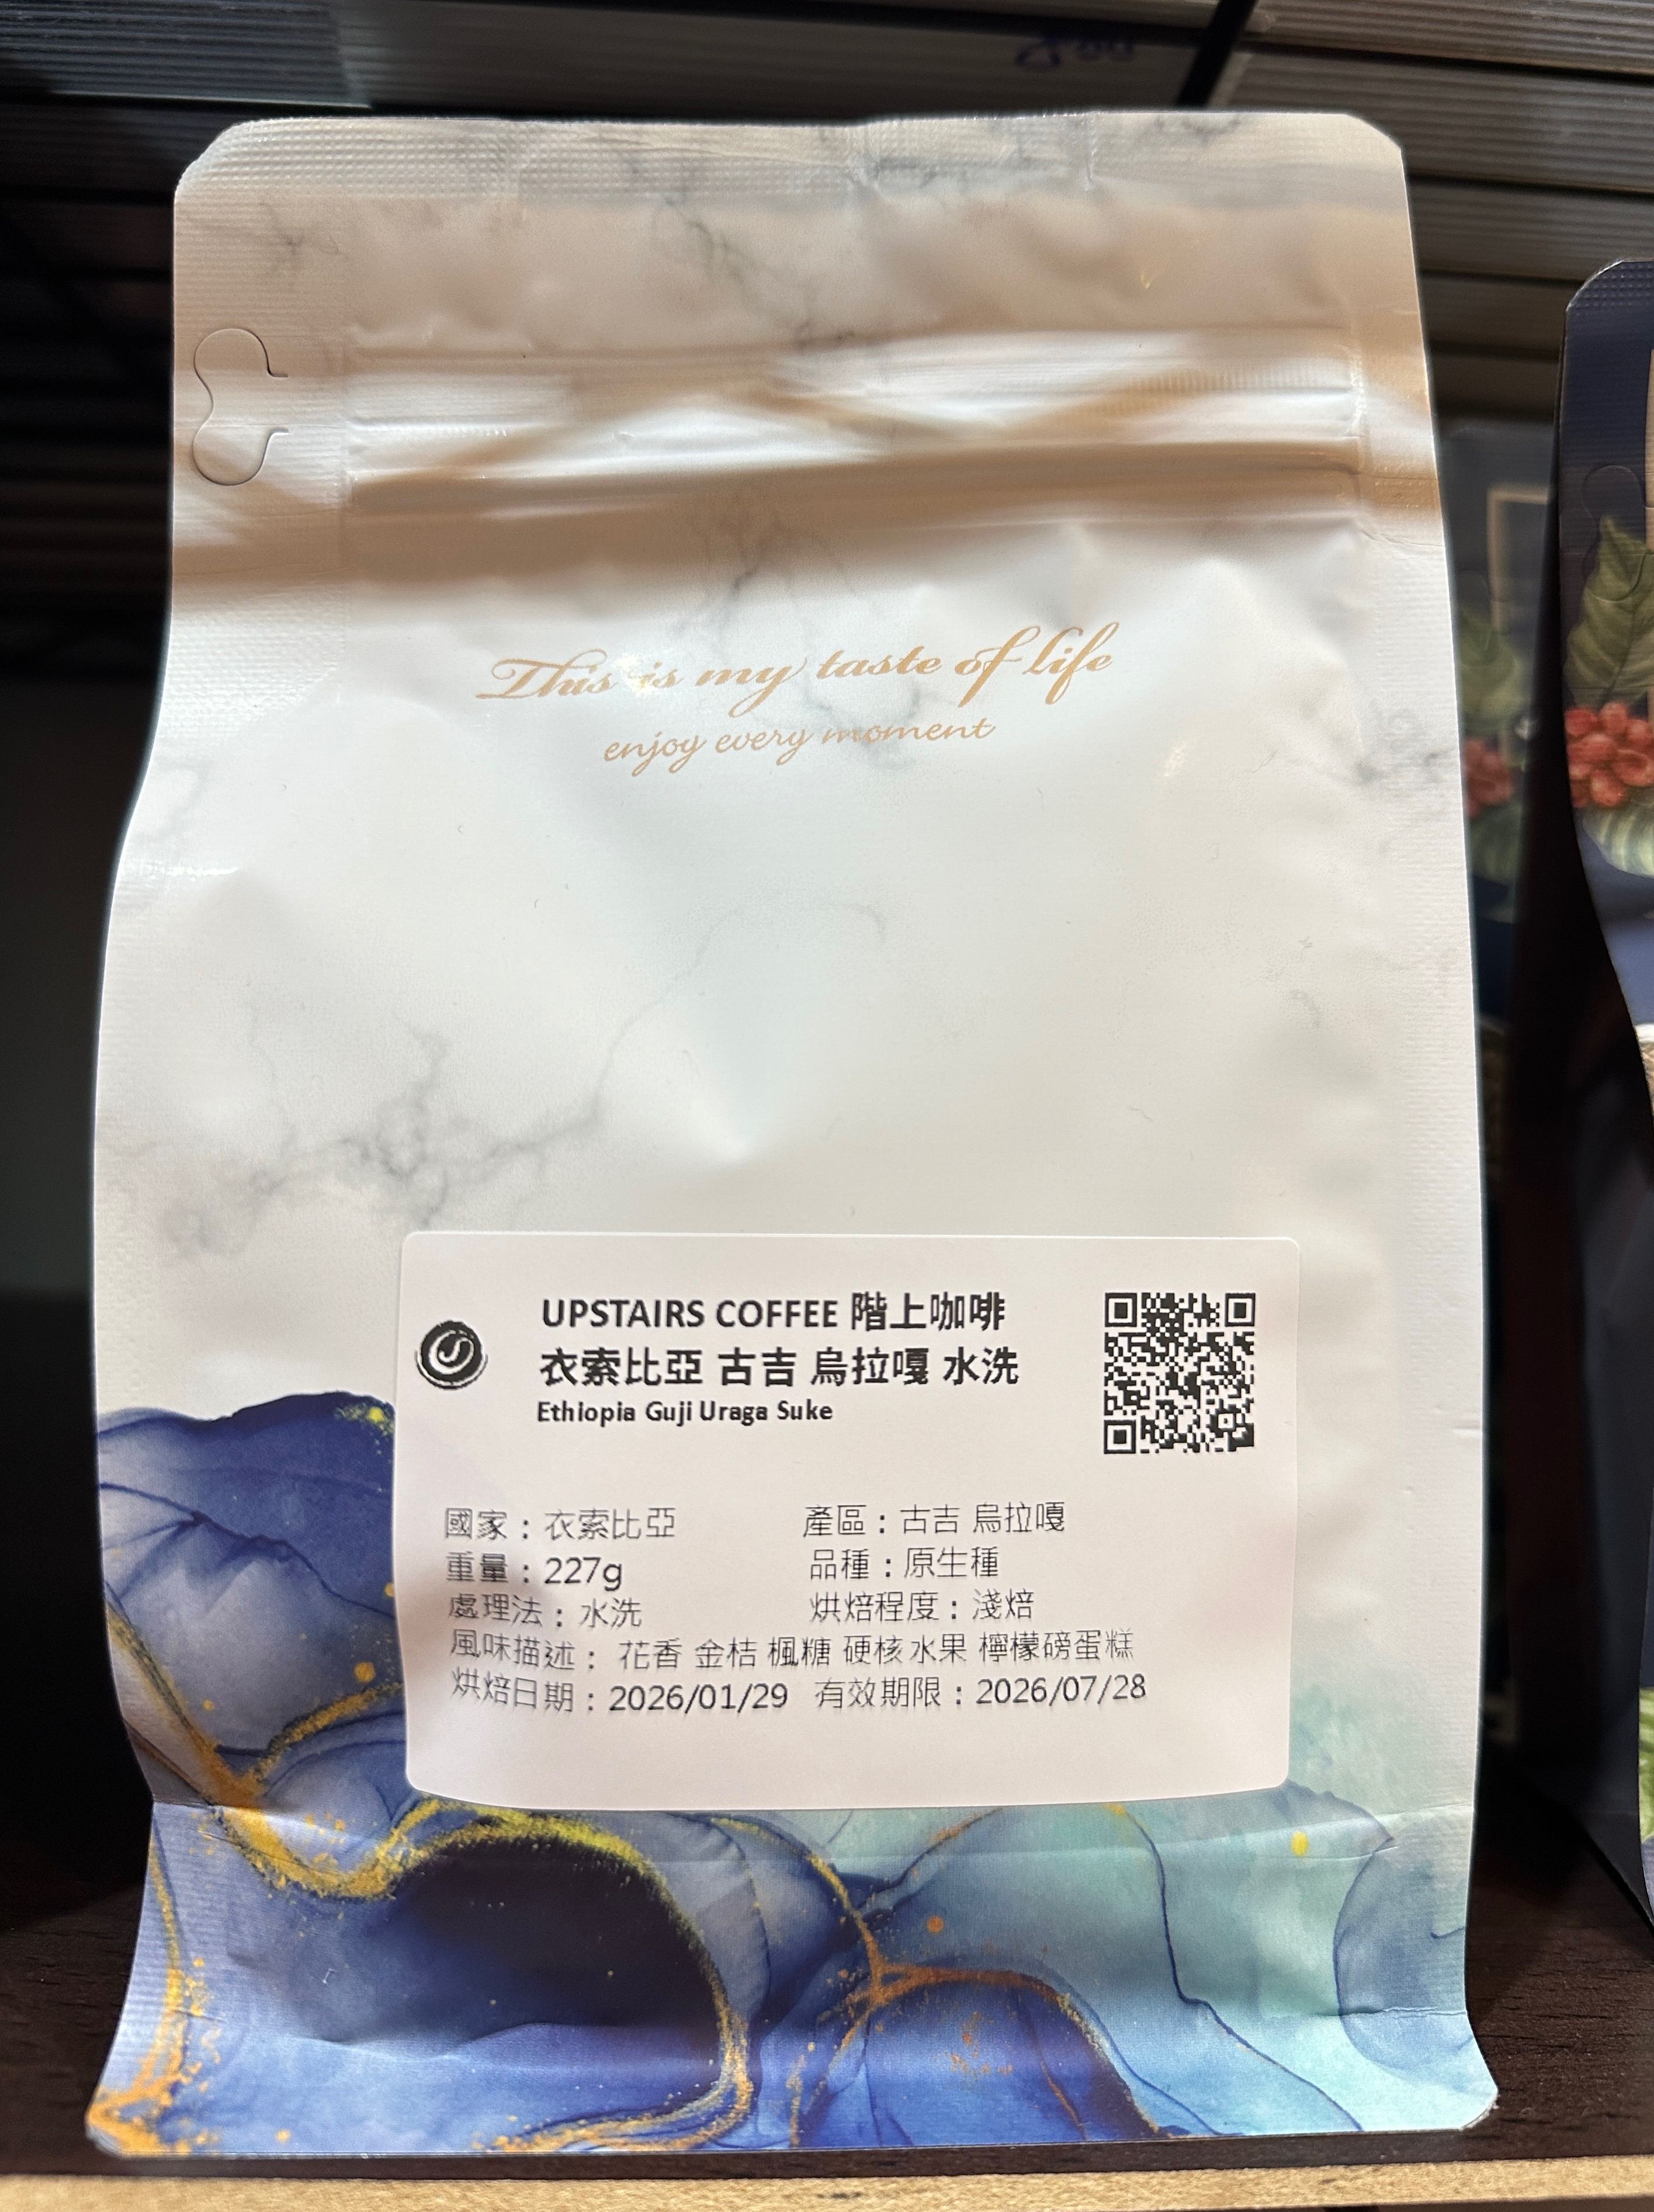 This is my taste of life
enjoy every moment
UPSTAIRS COFFEE 階上咖啡
衣索比亞 古吉 烏拉嘎 水洗
Ethiopia Guji Uraga Suke
國家：衣索比亞 產區：古吉 烏拉嘎
重量：227g 品種：原生種
處理法：水洗 烘焙程度：淺焙
風味描述： 花香 金桔 楓糖 硬核水果 檸檬磅蛋糕
烘焙日期：2026/01/29 有效期限：2026/07/28